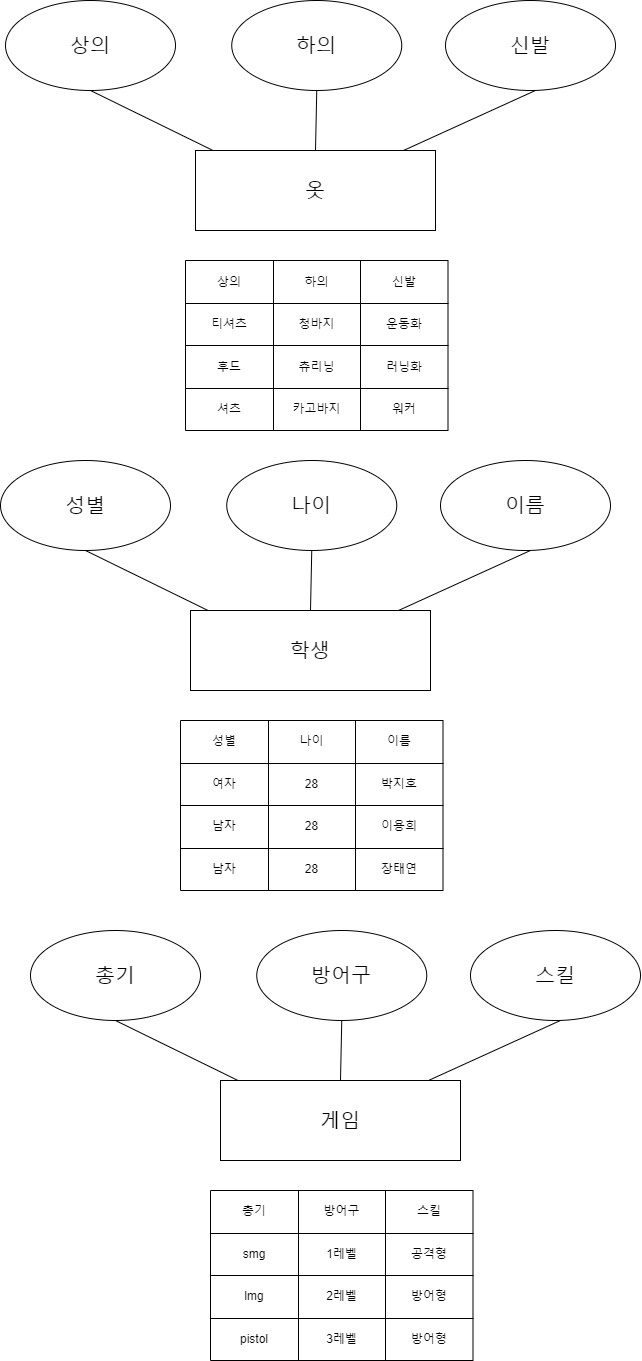 상의 하의 신발
옷
상의 하의 신발
티셔츠 청바지 운동화
후드 츄리닝 러닝화
셔츠 카고바지 워커
성별 나이 이름
학생
성별 나이 이름
여자 28 박지호
남자 28 이용희
남자 28 장태연
총기 방어구 스킬
게임
총기 방어구 스킬
smg 1레벨 공격형
lmg 2레벨 방어형
pistol 3레벨 방어형